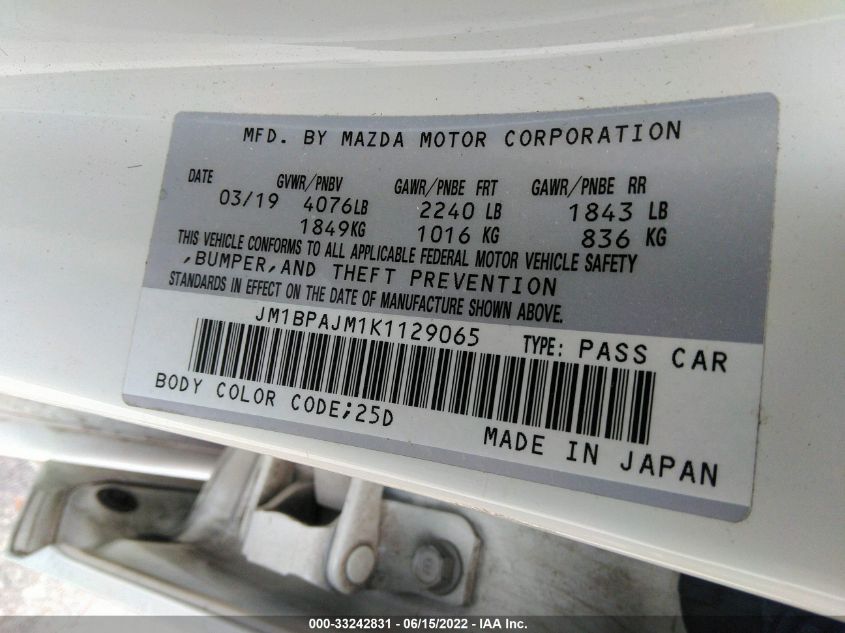 MFD. BY MAZDA MOTOR CORPORATION
DATE GVWR/PNBV GAWR/PNBE FRT GAWR/PNBE RR
03/19 4076LB 2240 LB 1843 LB
1849KG 1016 KG 836 KG
THIS VEHICLE CONFORMS TO ALL APPLICABLE FEDERAL MOTOR VEHICLE SAFETY
,BUMPER,AND THEFT PREVENTION
STANDARDS IN EFFECT ON THE DATE OF MANUFACTURE SHOWN ABOVE.
JM1BPAJM1K1129065 TYPE: PASS CAR
BODY COLOR CODE;25D
MADE IN JAPAN
000-33242831 - 06/15/2022 - IAA Inc.